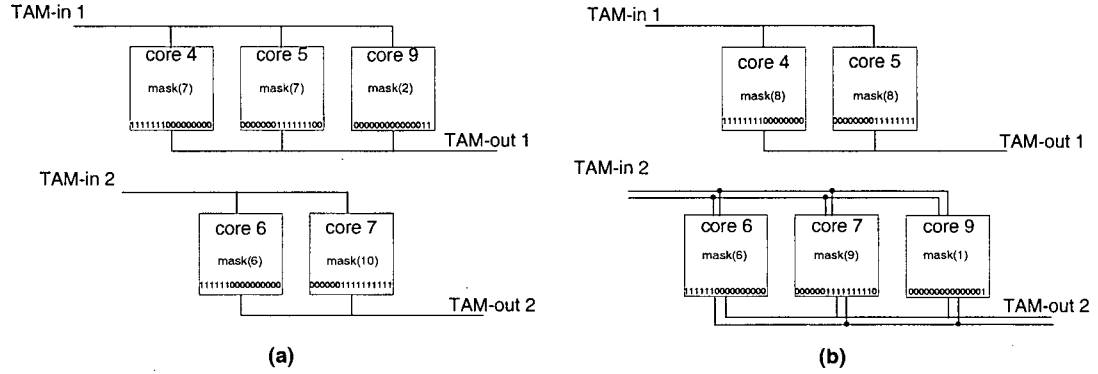 TAM-in 1
core 4
mask(7)
1111111000000000
core 5
mask(7)
0000000111111100
core 9
mask(2)
0000000000000011
TAM-out 1
TAM-in 2
core 6
mask(6)
1111110000000000
core 7
mask(10)
0000001111111111
TAM-out 2
(a)
TAM-in 1
core 4
mask(8)
1111111100000000
core 5
mask(8)
0000000011111111
TAM-out 1
TAM-in 2
core 6
mask(6)
1111110000000000
core 7
mask(9)
0000001111111110
core 9
mask(1)
0000000000000001
TAM-out 2
(b)